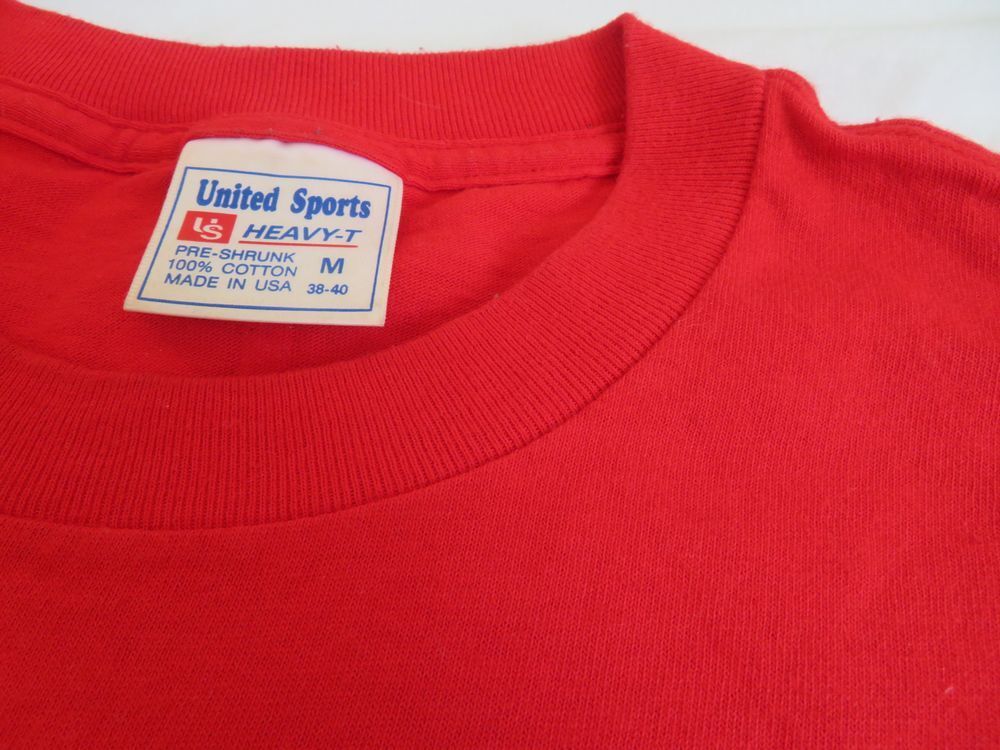 United Sports
US HEAVY-T
PRE-SHRUNK
100% COTTON M
MADE IN USA 38-40